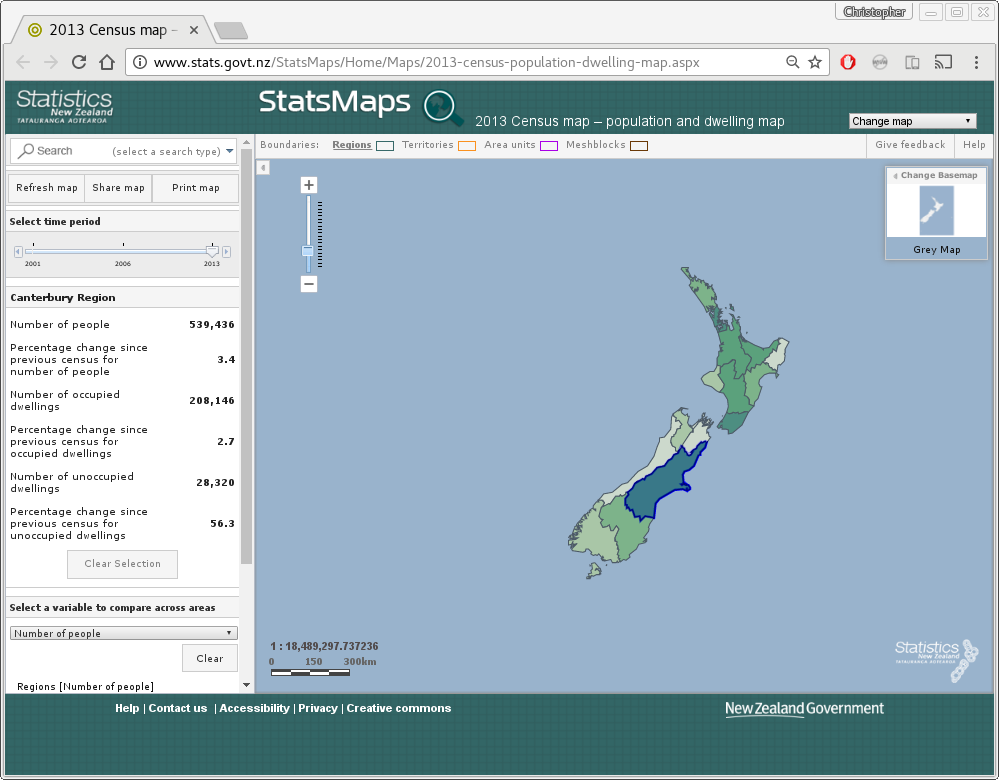 Christopher
2013 Census map –
www.stats.govt.nz/StatsMaps/Home/Maps/2013-census-population-dwelling-map.aspx
Statistics
New Zealand
TATAURANGA AOTEAROA
StatsMaps
2013 Census map – population and dwelling map
Change map
Search
(select a search type)
Boundaries: Regions Territories Area units Meshblocks
Give feedback
Help
Refresh map
Share map
Print map
Change Basemap
Grey Map
Select time period
2001 2006 2013
Canterbury Region
Number of people 539,436
Percentage change since
previous census for
number of people 3.4
Number of occupied
dwellings 208,146
Percentage change since
previous census for
occupied dwellings 2.7
Number of unoccupied
dwellings 28,320
Percentage change since
previous census for
unoccupied dwellings 56.3
Clear Selection
Select a variable to compare across areas
Number of people
Clear
Regions [Number of people]
1 : 18,489,297.737236
0 150 300km
Statistics
New Zealand
TATAURANGA AOTEAROA
Help | Contact us | Accessibility | Privacy | Creative commons
New Zealand Government